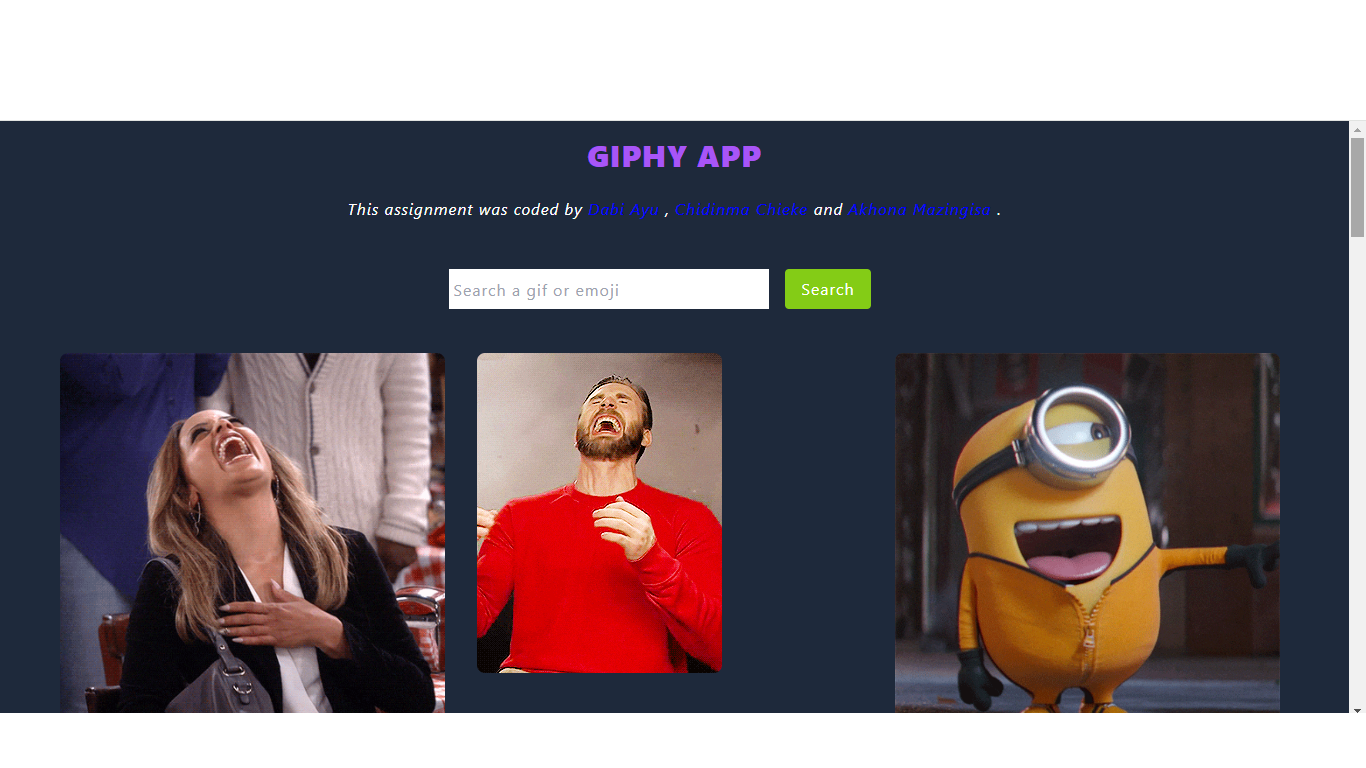 GIPHY APP
This assignment was coded by Dabi Ayu , Chidinma Chieke and Akhona Mazingisa .
Search a gif or emoji Search